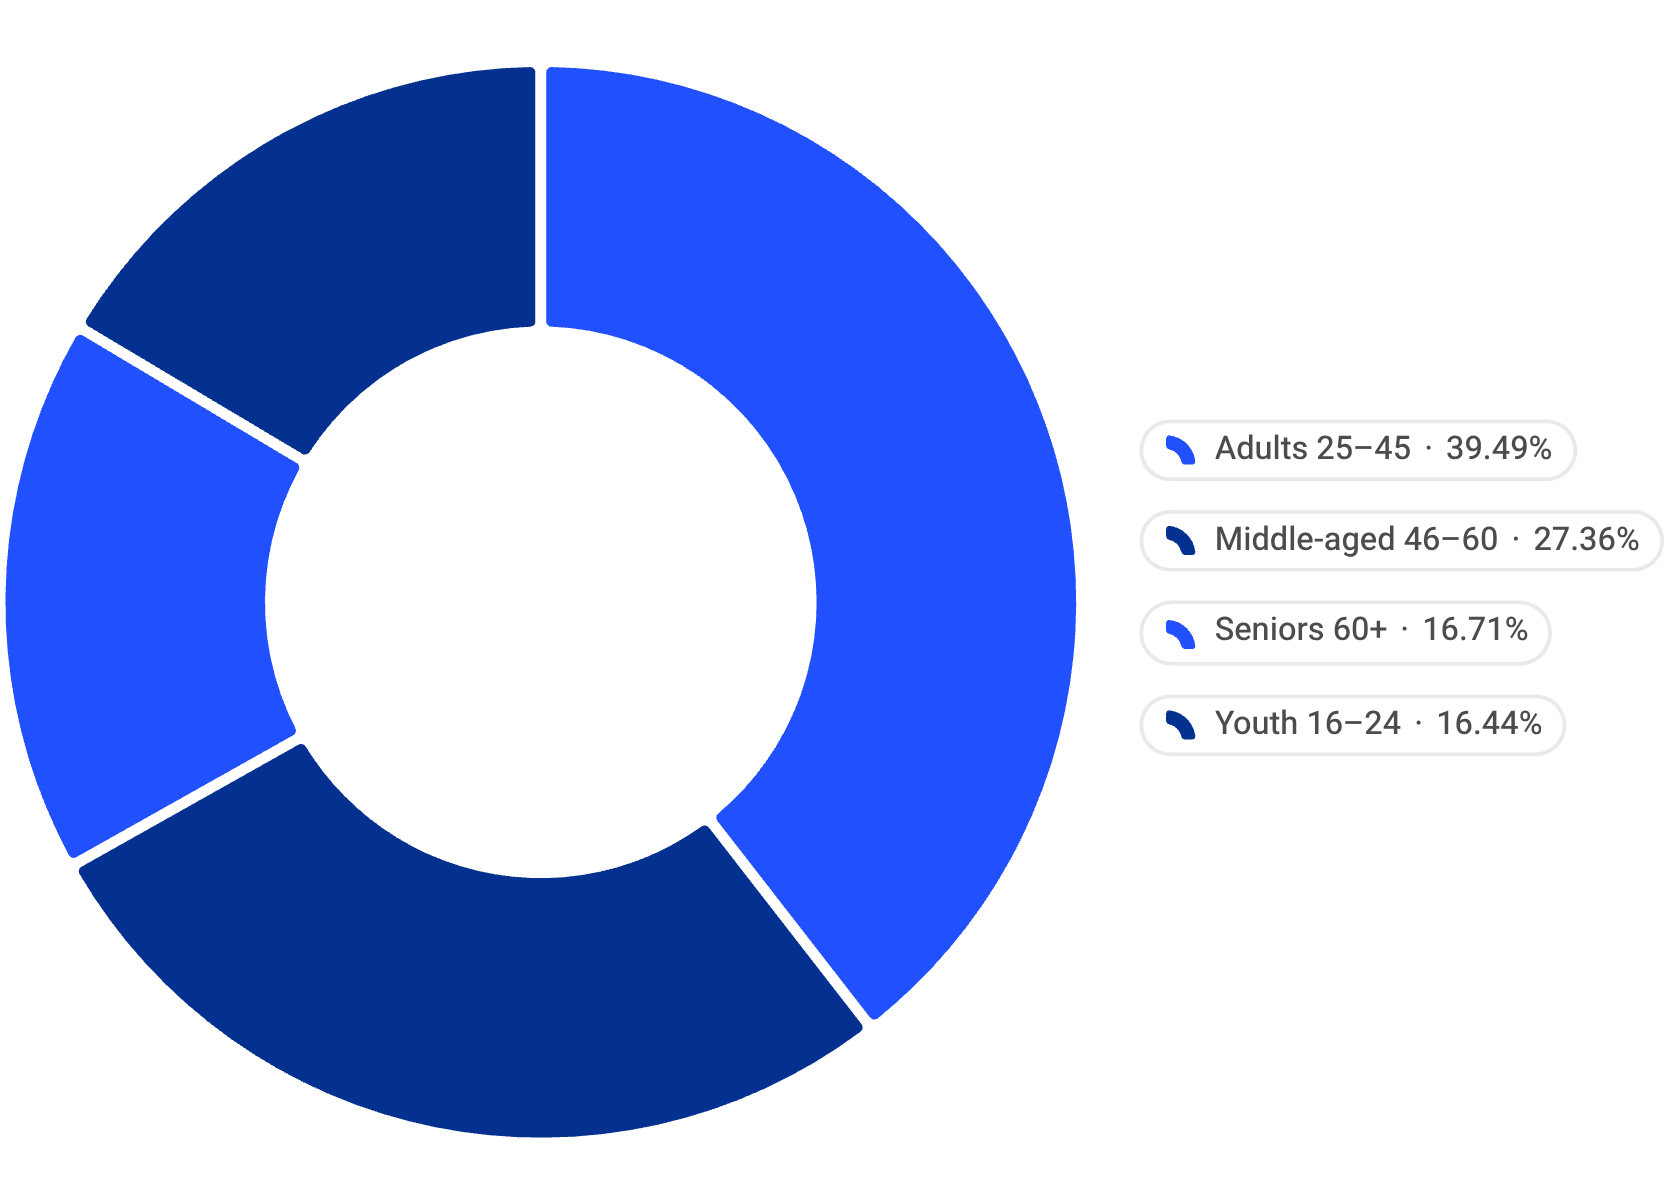 Adults 25–45 · 39.49%
Middle-aged 46–60 · 27.36%
Seniors 60+ · 16.71%
Youth 16–24 · 16.44%